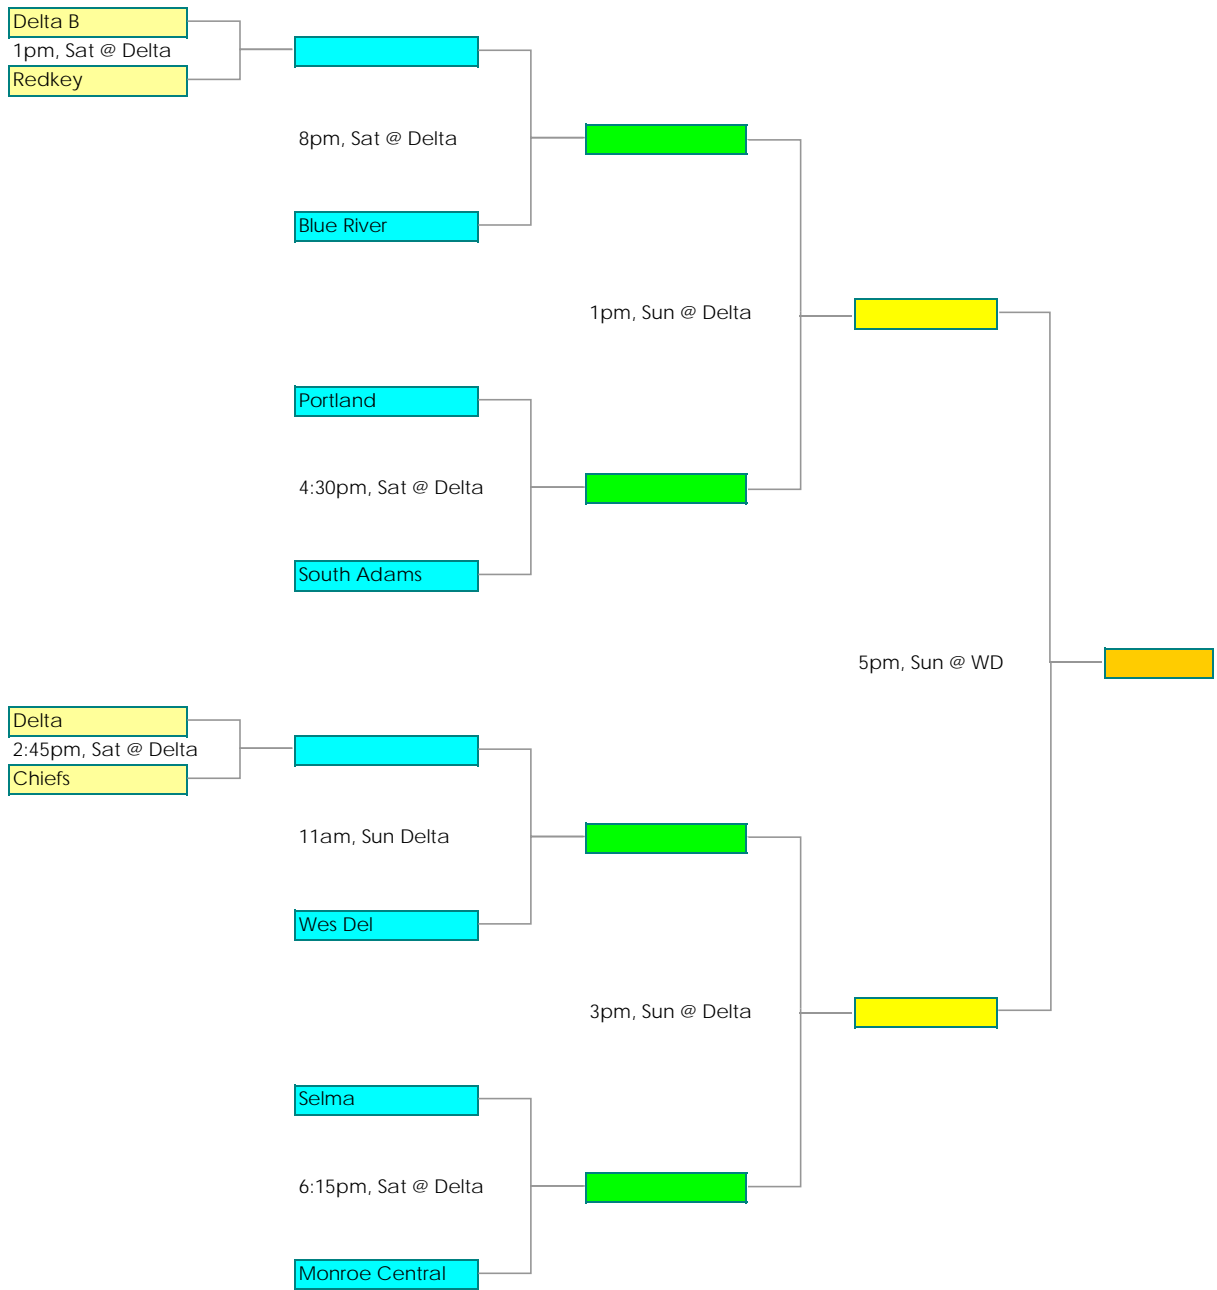 Delta B
1pm, Sat @ Delta
Redkey
8pm, Sat @ Delta
Blue River
1pm, Sun @ Delta
Portland
4:30pm, Sat @ Delta
South Adams
5pm, Sun @ WD
Delta
2:45pm, Sat @ Delta
Chiefs
11am, Sun Delta
Wes Del
3pm, Sun @ Delta
Selma
6:15pm, Sat @ Delta
Monroe Central